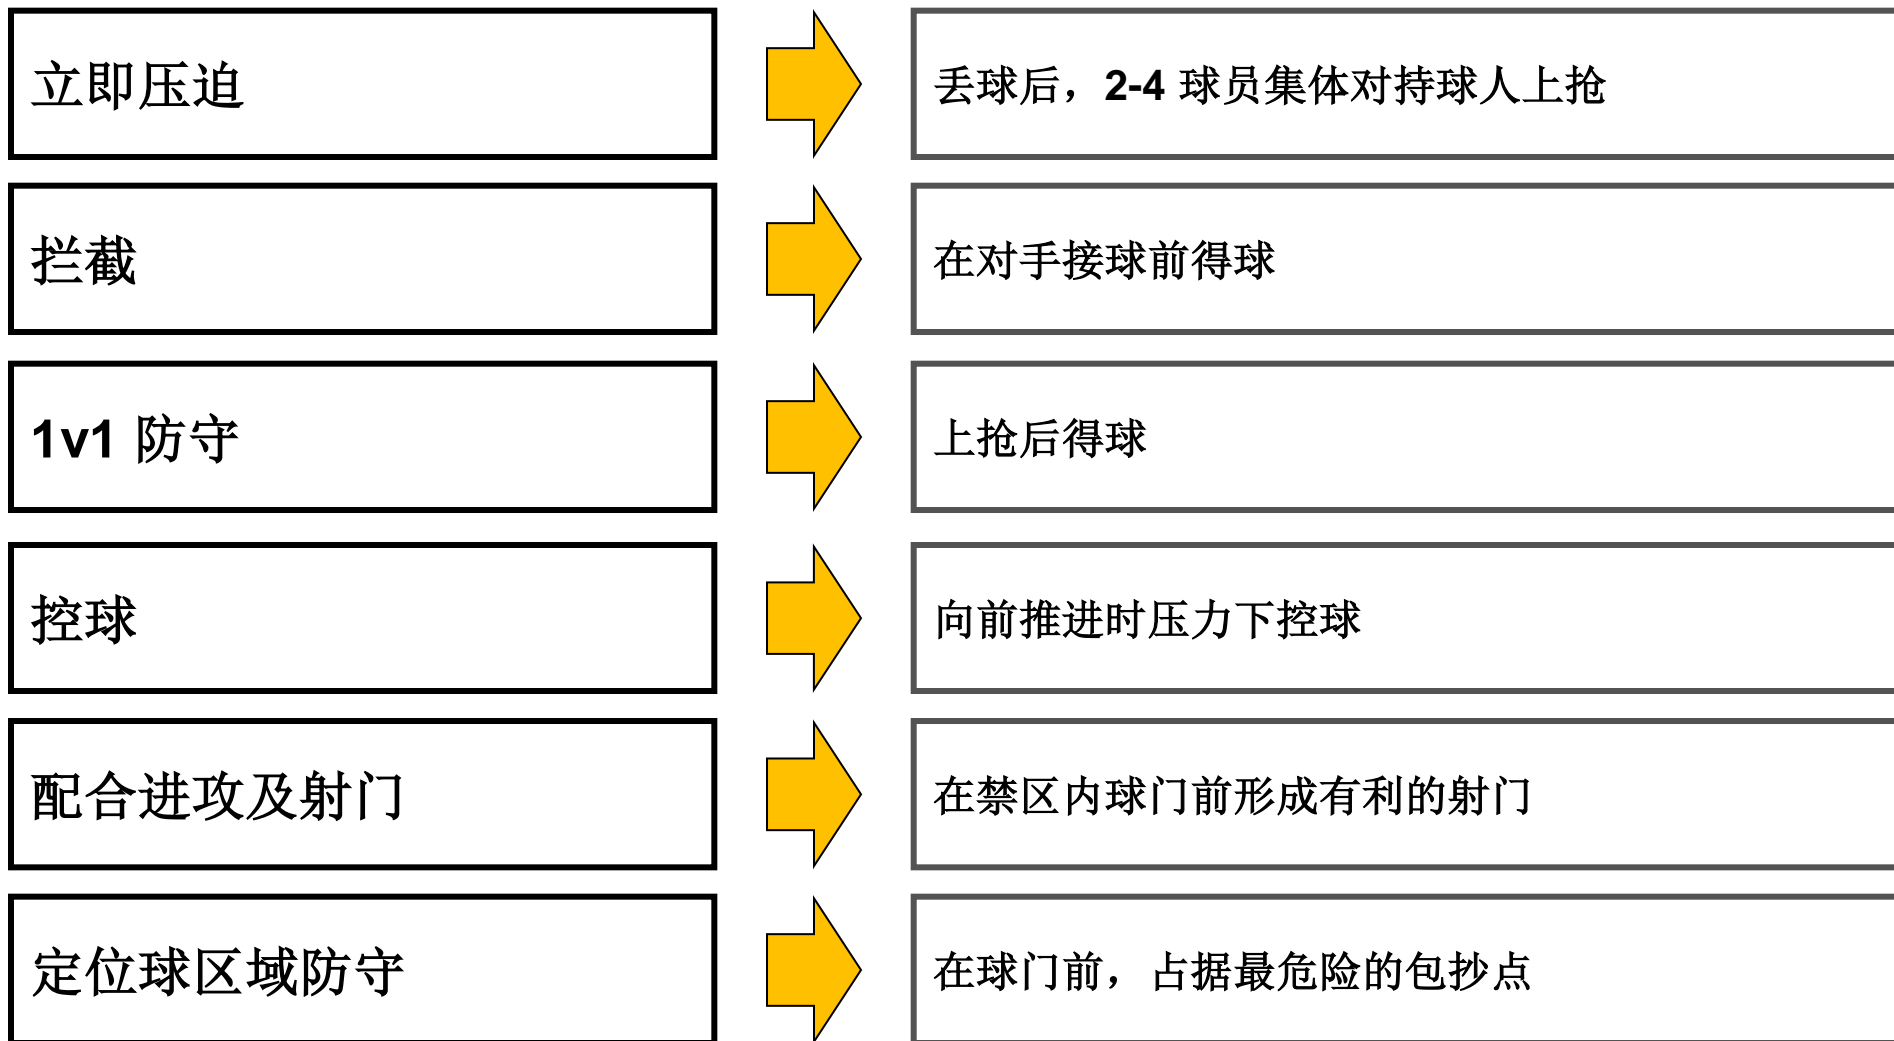 立即压迫
丢球后，2-4 球员集体对持球人上抢
拦截
在对手接球前得球
1v1 防守
上抢后得球
控球
向前推进时压力下控球
配合进攻及射门
在禁区内球门前形成有利的射门
定位球区域防守
在球门前，占据最危险的包抄点